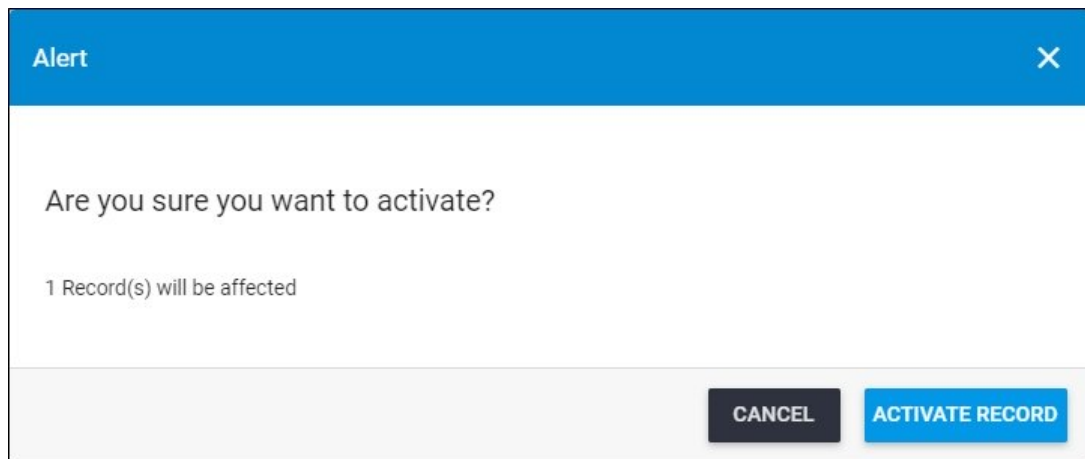 Alert
Are you sure you want to activate?
1 Record(s) will be affected
CANCEL
ACTIVATE RECORD